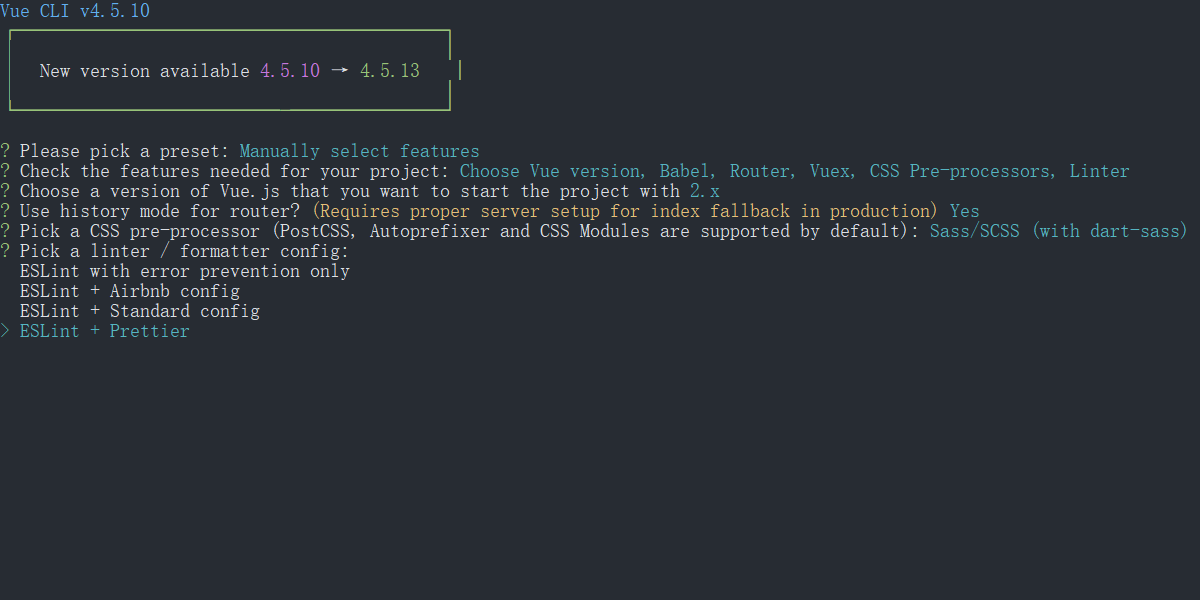 Vue CLI v4.5.10
New version available 4.5.10 → 4.5.13
? Please pick a preset: Manually select features
? Check the features needed for your project: Choose Vue version, Babel, Router, Vuex, CSS Pre-processors, Linter
? Choose a version of Vue.js that you want to start the project with 2.x
? Use history mode for router? (Requires proper server setup for index fallback in production) Yes
? Pick a CSS pre-processor (PostCSS, Autoprefixer and CSS Modules are supported by default): Sass/SCSS (with dart-sass)
? Pick a linter / formatter config:
ESLint with error prevention only
ESLint + Airbnb config
ESLint + Standard config
> ESLint + Prettier